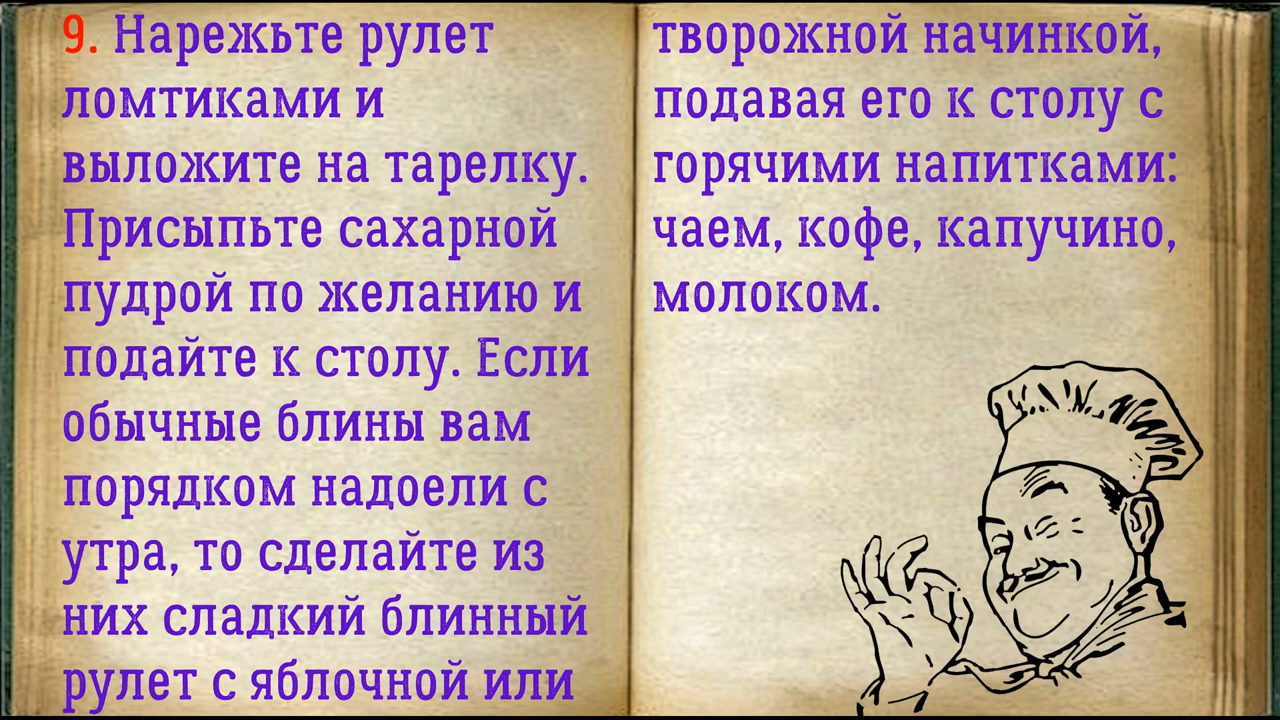 9. Нарежьте рулет
ломтиками и
выложите на тарелку.
Присыпьте сахарной
пудрой по желанию и
подайте к столу. Если
обычные блины вам
порядком надоели с
утра, то сделайте из
них сладкий блинный
рулет с яблочной или
творожной начинкой,
подавая его к столу с
горячими напитками:
чаем, кофе, капучино,
молоком.